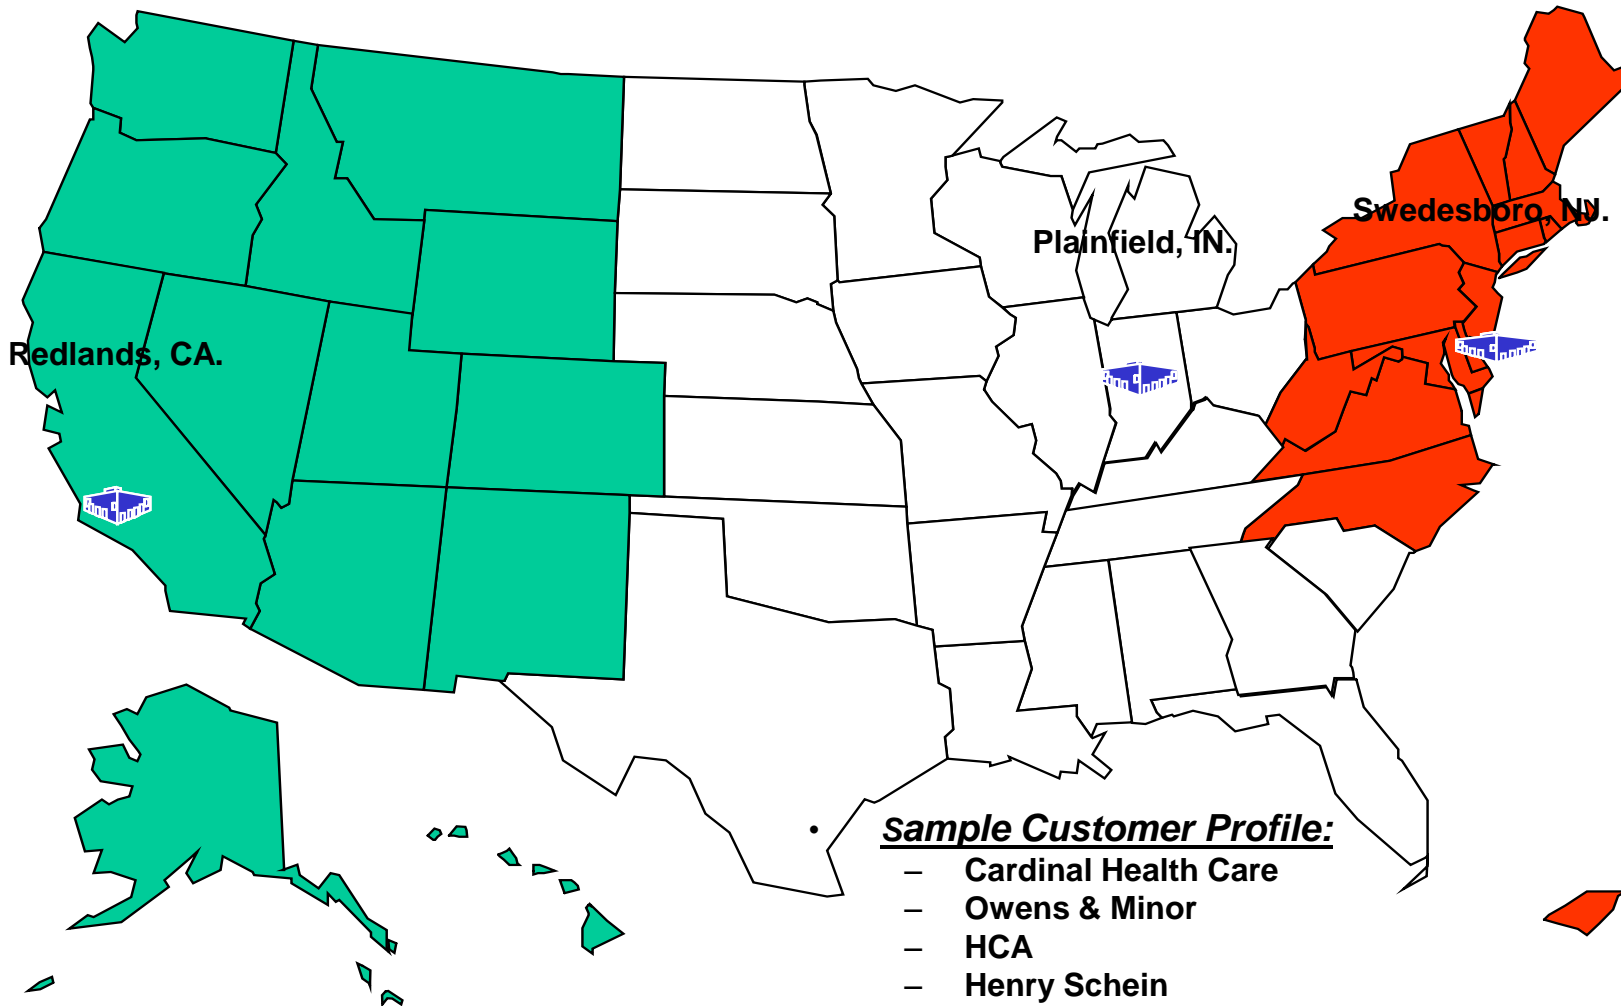 Swedesboro, NJ.
Plainfield, IN.
Redlands, CA.
• Sample Customer Profile:
– Cardinal Health Care
– Owens & Minor
– HCA
– Henry Schein